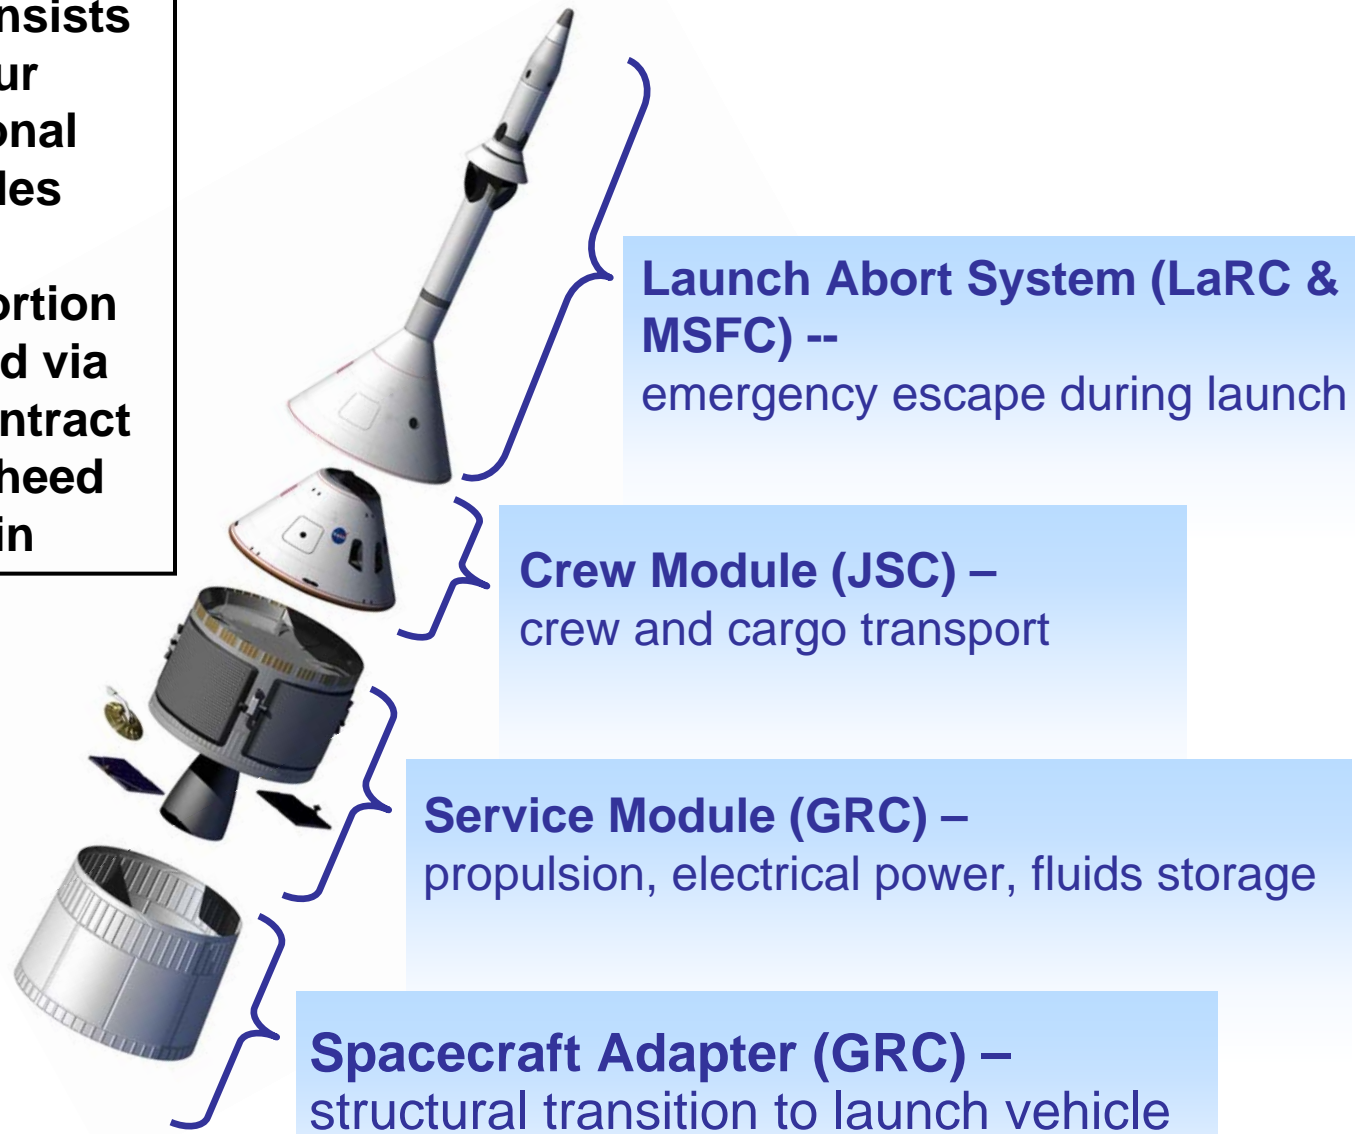 nsists
ur
onal
les
ortion
d via
ntract
heed
in
Launch Abort System (LaRC &
MSFC) --
emergency escape during launch
Crew Module (JSC) –
crew and cargo transport
Service Module (GRC) –
propulsion, electrical power, fluids storage
Spacecraft Adapter (GRC) –
structural transition to launch vehicle